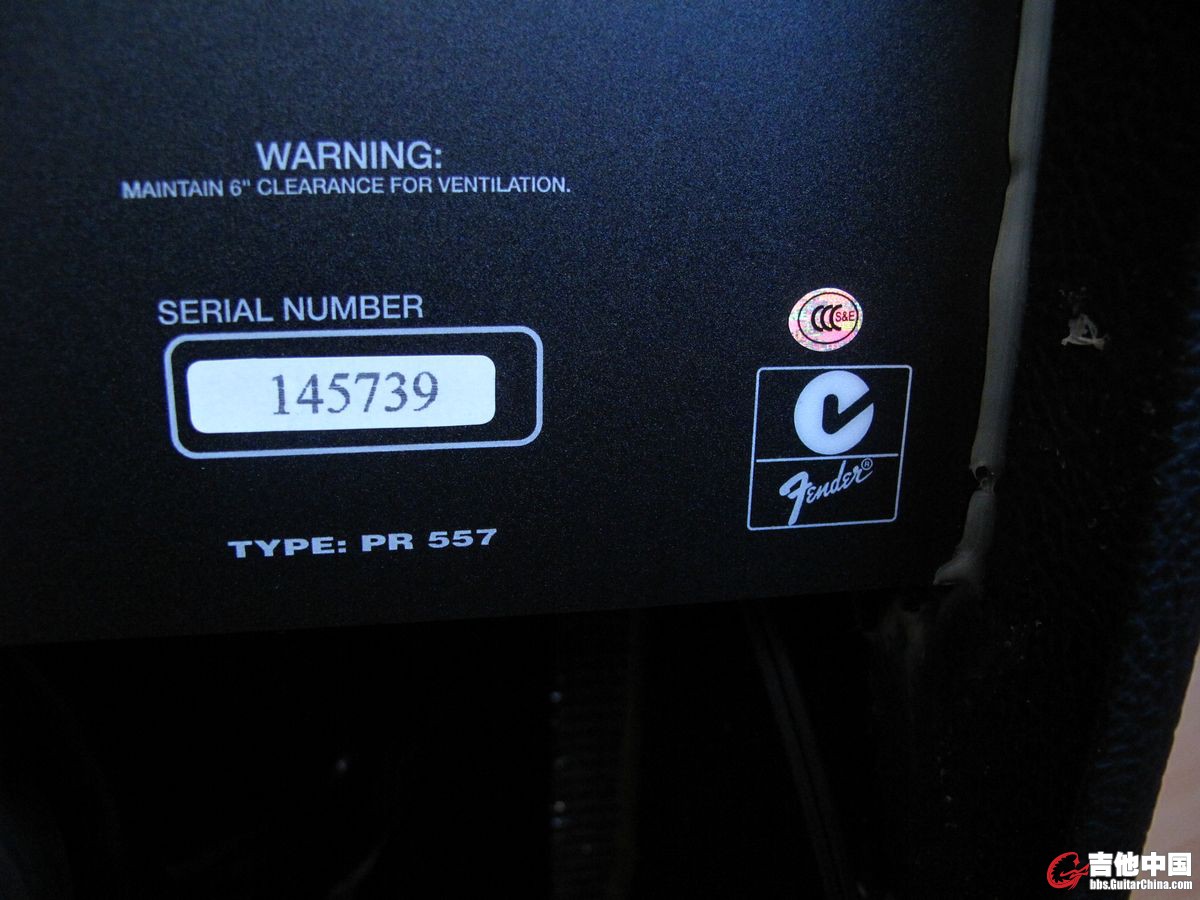 WARNING:
MAINTAIN 6" CLEARANCE FOR VENTILATION.
SERIAL NUMBER
145739
CCC S&E
Fender®
TYPE: PR 557
吉他中国
bbs.GuitarChina.com